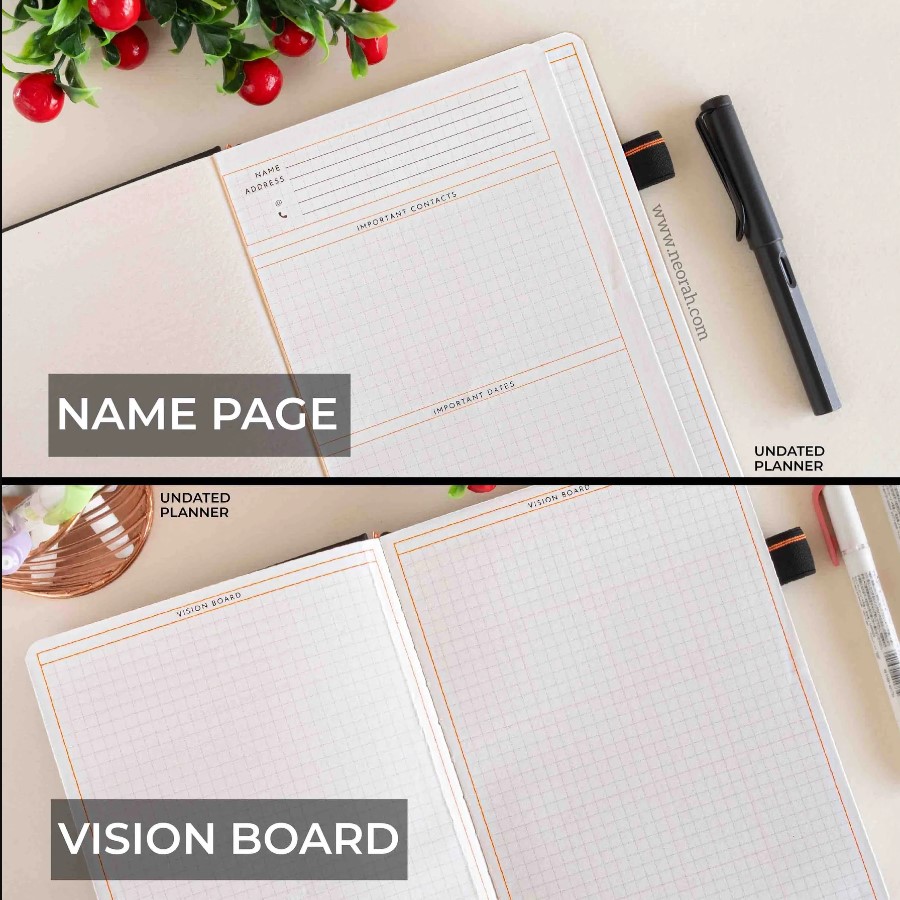 NAME
ADDRESS
@
IMPORTANT CONTACTS
www.neorah.com
IMPORTANT DATES
NAME PAGE
UNDATED
PLANNER
UNDATED
PLANNER
VISION BOARD
VISION BOARD
VISION BOARD